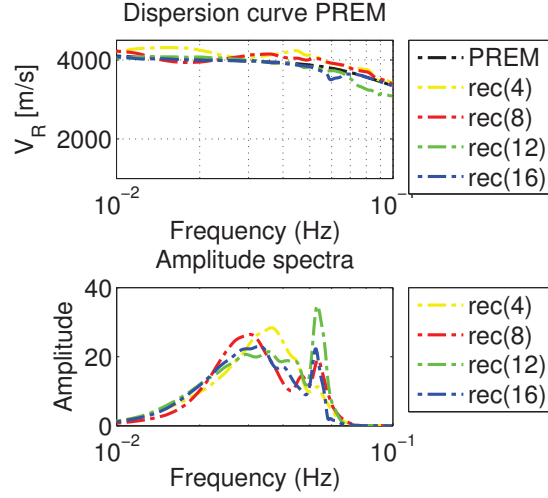 Dispersion curve PREM
V_R [m/s]
4000
2000
10^-2
10^-1
Frequency (Hz)
PREM
rec(4)
rec(8)
rec(12)
rec(16)
Amplitude spectra
Amplitude
40
20
0
10^-2
10^-1
Frequency (Hz)
rec(4)
rec(8)
rec(12)
rec(16)